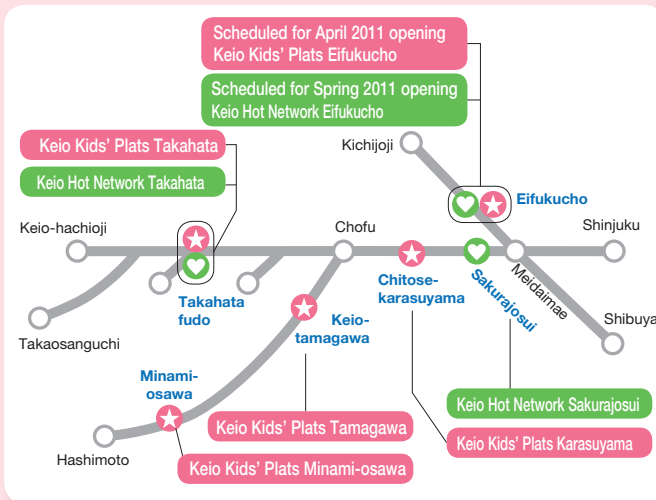 Scheduled for April 2011 opening
Keio Kids' Plats Eifukucho
Scheduled for Spring 2011 opening
Keio Hot Network Eifukucho
Keio Kids' Plats Takahata
Keio Hot Network Takahata
Kichijoji
Eifukucho
Keio-hachioji
Chofu
Shinjuku
Takahata
fudo
Chitose-
karasuyama
Sakurajosui
Meidaimae
Keio-
tamagawa
Shibuya
Takaosanguchi
Minami-
osawa
Keio Hot Network Sakurajosui
Keio Kids' Plats Tamagawa
Keio Kids' Plats Karasuyama
Hashimoto
Keio Kids' Plats Minami-osawa